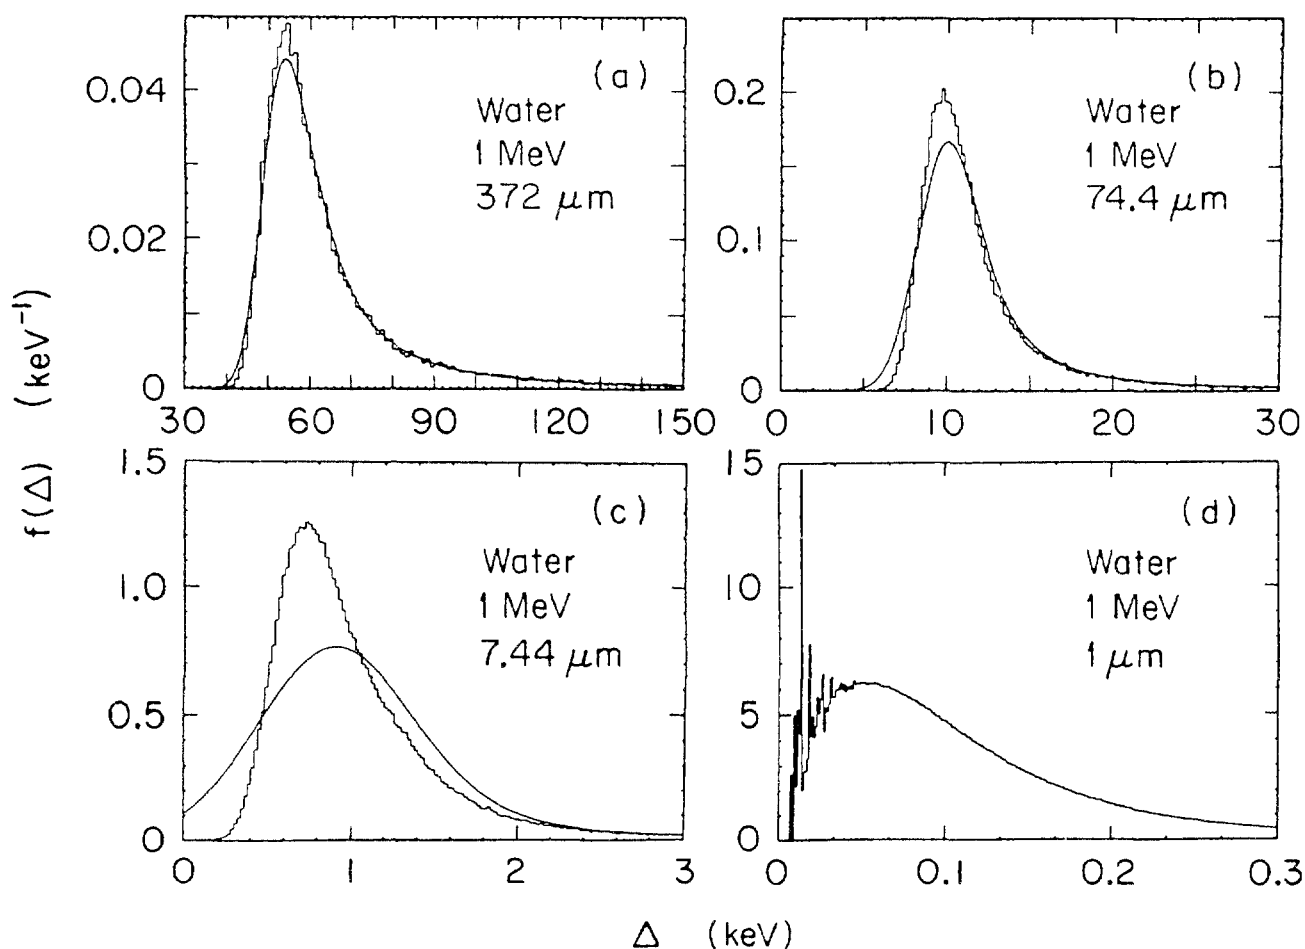 (a)
Water
1 MeV
372 μm
0.04
0.02
0
30 60 90 120 150
(b)
Water
1 MeV
74.4 μm
0.2
0.1
0
0 10 20 30
f(Δ) (keV⁻¹)
(c)
Water
1 MeV
7.44 μm
1.5
1.0
0.5
0
0 1 2 3
(d)
Water
1 MeV
1 μm
15
10
5
0
0 0.1 0.2 0.3
Δ (keV)